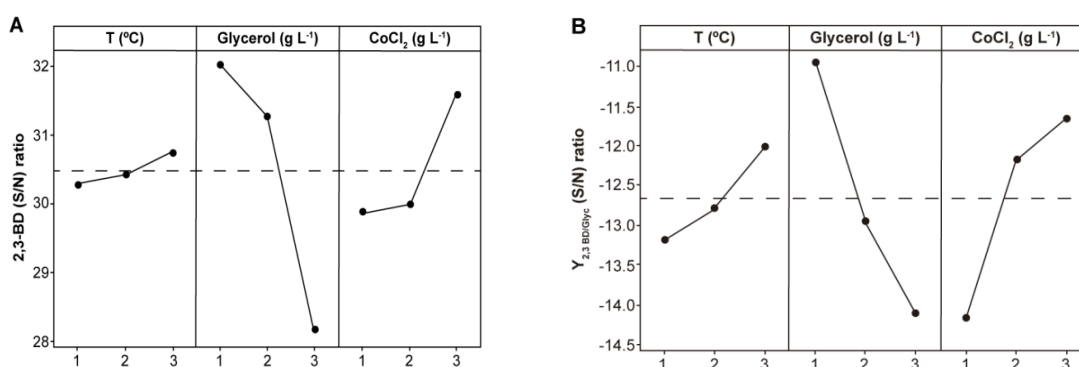 A
T (ºC) Glycerol (g L-1) CoCl2 (g L-1)
2,3-BD (S/N) ratio
32
31
30
29
28
1 2 3 1 2 3 1 2 3
B
T (ºC) Glycerol (g L-1) CoCl2 (g L-1)
Y2,3 BD/Glyc (S/N) ratio
-11.0
-11.5
-12.0
-12.5
-13.0
-13.5
-14.0
-14.5
1 2 3 1 2 3 1 2 3